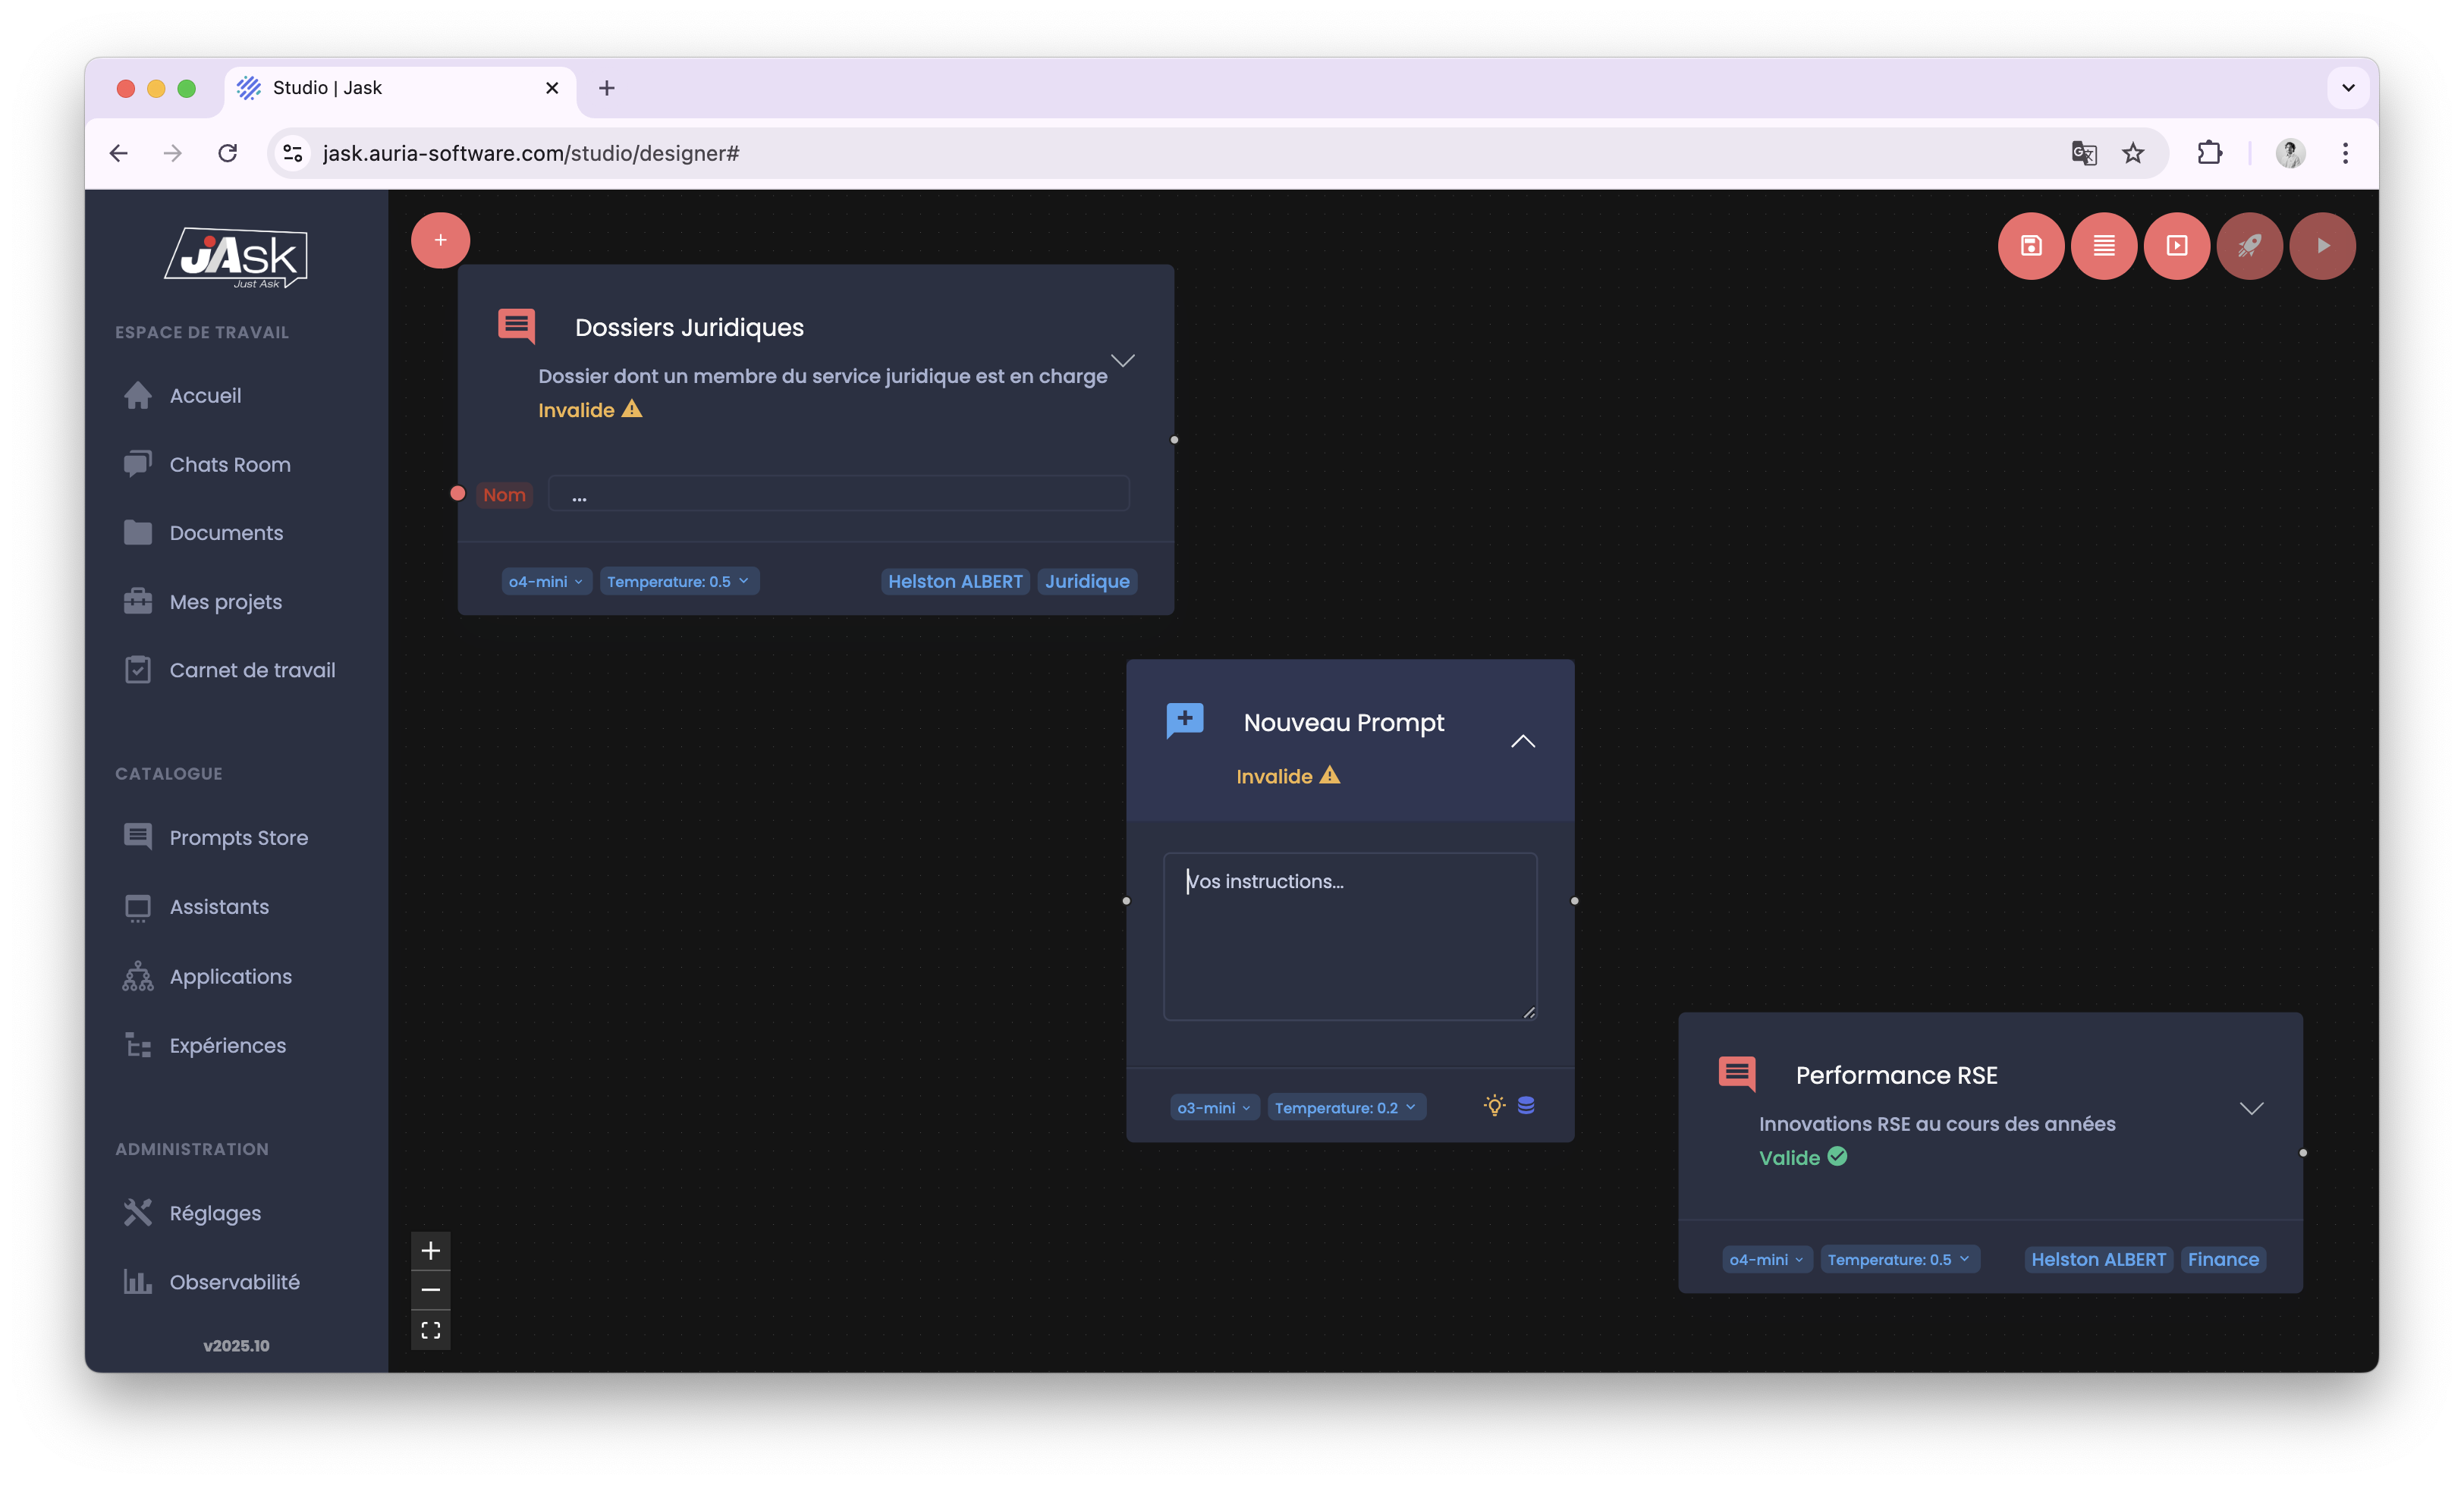 Studio | Jask
jask.auria-software.com/studio/designer#
jAsk
Just Ask
ESPACE DE TRAVAIL
Accueil
Chats Room
Documents
Mes projets
Carnet de travail
CATALOGUE
Prompts Store
Assistants
Applications
Expériences
ADMINISTRATION
Réglages
Observabilité
v2025.10
Dossiers Juridiques
Dossier dont un membre du service juridique est en charge
Invalide
Nom ...
o4-mini Temperature: 0.5 Helston ALBERT Juridique
Nouveau Prompt
Invalide
Vos instructions...
o3-mini Temperature: 0.2
Performance RSE
Innovations RSE au cours des années
Valide
o4-mini Temperature: 0.5 Helston ALBERT Finance